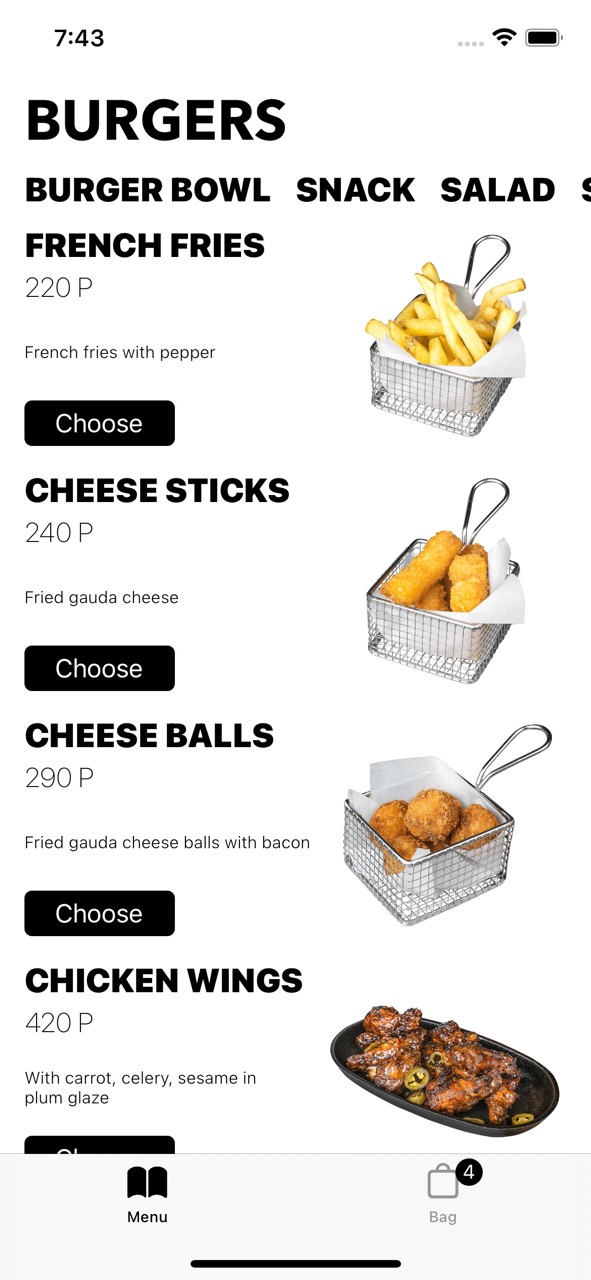 7:43
BURGERS
BURGER BOWL SNACK SALAD
FRENCH FRIES
220 P
French fries with pepper
Choose
CHEESE STICKS
240 P
Fried gauda cheese
Choose
CHEESE BALLS
290 P
Fried gauda cheese balls with bacon
Choose
CHICKEN WINGS
420 P
With carrot, celery, sesame in
plum glaze
4
Menu
Bag